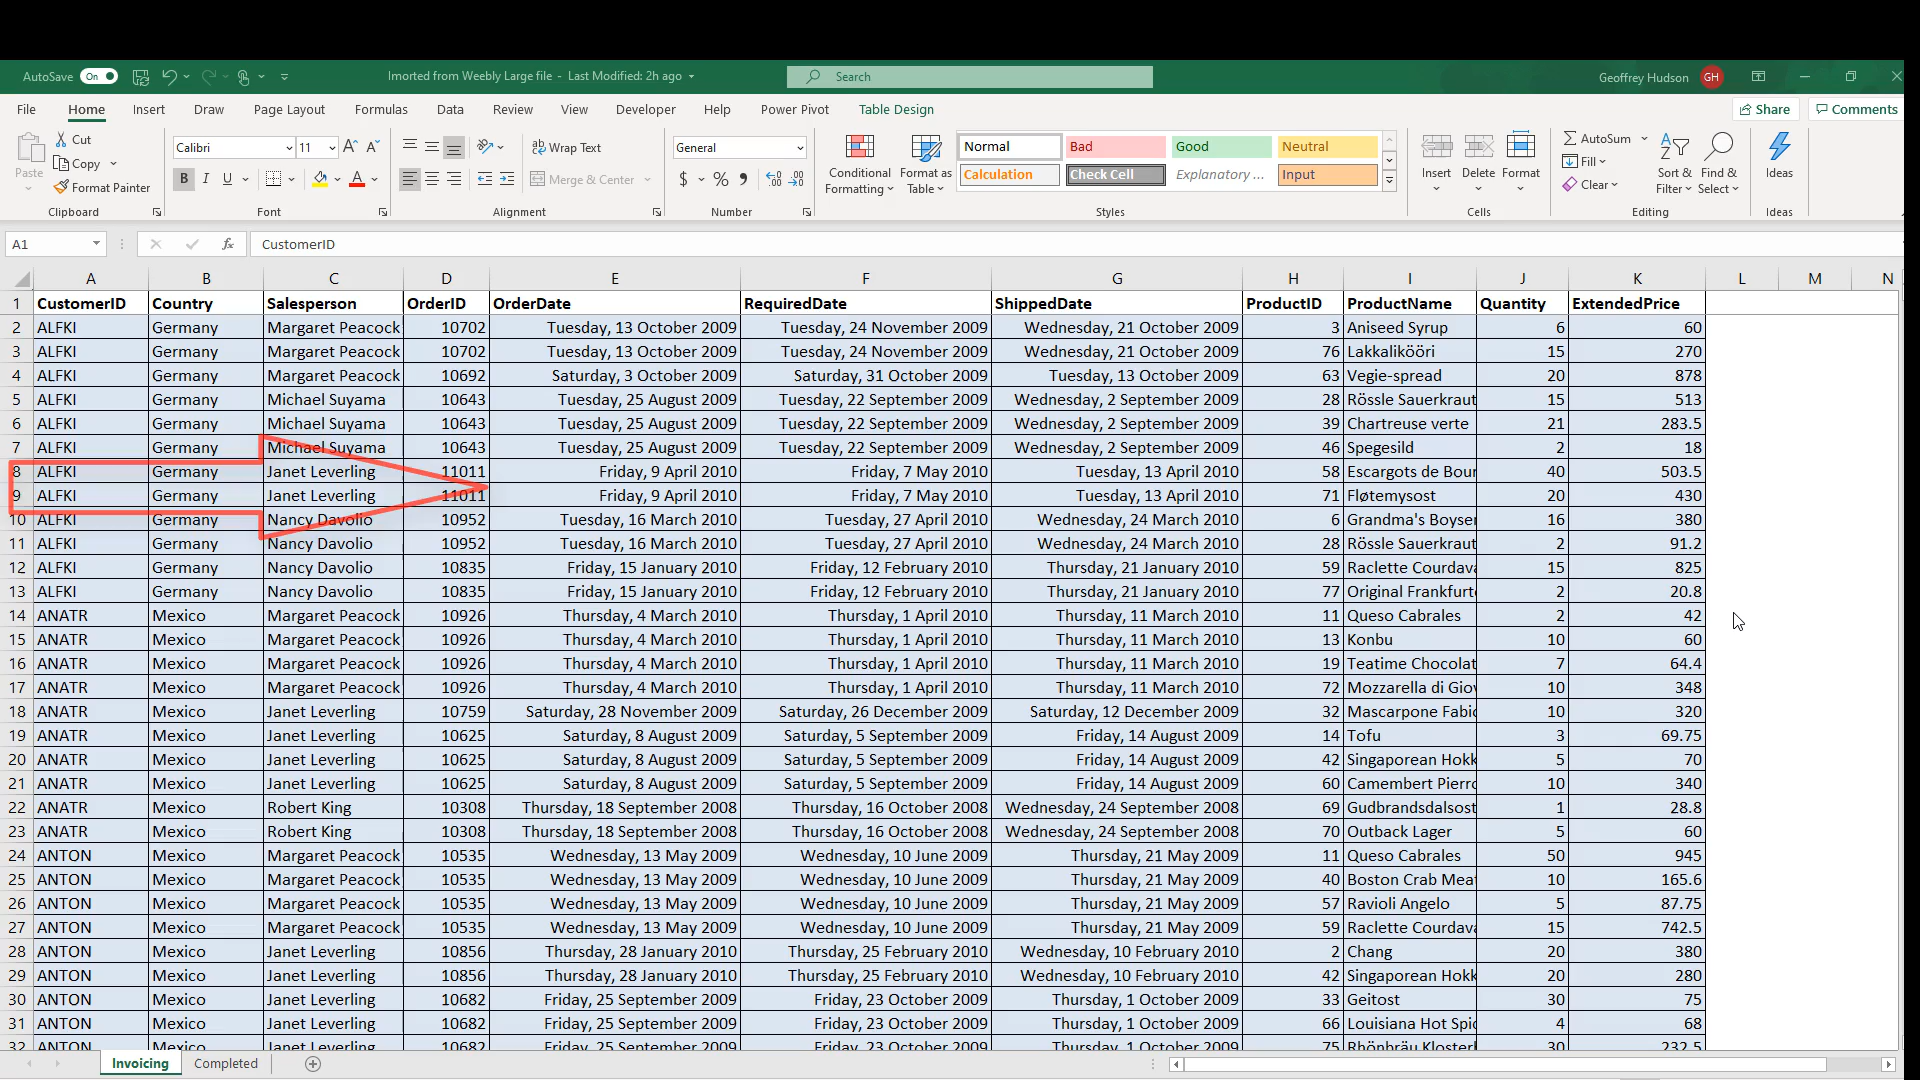 AutoSave On Imorted from Weebly Large file - Last Modified: 2h ago Search Geoffrey Hudson GH
File Home Insert Draw Page Layout Formulas Data Review View Developer Help Power Pivot Table Design Share Comments
Paste Cut Copy Format Painter Clipboard
Calibri 11 B I U Font
Wrap Text Merge & Center Alignment
General $ % Number
Conditional Formatting Format as Table
Normal Bad Good Neutral
Calculation Check Cell Explanatory ... Input
Styles
Insert Delete Format Cells
AutoSum Fill Clear Sort & Filter Find & Select Editing
Ideas Ideas
A1 fx CustomerID
A B C D E F G H I J K L M N
1 CustomerID Country Salesperson OrderID OrderDate RequiredDate ShippedDate ProductID ProductName Quantity ExtendedPrice
2 ALFKI Germany Margaret Peacock 10702 Tuesday, 13 October 2009 Tuesday, 24 November 2009 Wednesday, 21 October 2009 3 Aniseed Syrup 6 60
3 ALFKI Germany Margaret Peacock 10702 Tuesday, 13 October 2009 Tuesday, 24 November 2009 Wednesday, 21 October 2009 76 Lakkalikööri 15 270
4 ALFKI Germany Margaret Peacock 10692 Saturday, 3 October 2009 Saturday, 31 October 2009 Tuesday, 13 October 2009 63 Vegie-spread 20 878
5 ALFKI Germany Michael Suyama 10643 Tuesday, 25 August 2009 Tuesday, 22 September 2009 Wednesday, 2 September 2009 28 Rössle Sauerkraut 15 513
6 ALFKI Germany Michael Suyama 10643 Tuesday, 25 August 2009 Tuesday, 22 September 2009 Wednesday, 2 September 2009 39 Chartreuse verte 21 283.5
7 ALFKI Germany Michael Suyama 10643 Tuesday, 25 August 2009 Tuesday, 22 September 2009 Wednesday, 2 September 2009 46 Spegesild 2 18
8 ALFKI Germany Janet Leverling 11011 Friday, 9 April 2010 Friday, 7 May 2010 Tuesday, 13 April 2010 58 Escargots de Bour 40 503.5
9 ALFKI Germany Janet Leverling 11011 Friday, 9 April 2010 Friday, 7 May 2010 Tuesday, 13 April 2010 71 Fløtemysost 20 430
10 ALFKI Germany Nancy Davolio 10952 Tuesday, 16 March 2010 Tuesday, 27 April 2010 Wednesday, 24 March 2010 6 Grandma's Boysen 16 380
11 ALFKI Germany Nancy Davolio 10952 Tuesday, 16 March 2010 Tuesday, 27 April 2010 Wednesday, 24 March 2010 28 Rössle Sauerkraut 2 91.2
12 ALFKI Germany Nancy Davolio 10835 Friday, 15 January 2010 Friday, 12 February 2010 Thursday, 21 January 2010 59 Raclette Courdava 15 825
13 ALFKI Germany Nancy Davolio 10835 Friday, 15 January 2010 Friday, 12 February 2010 Thursday, 21 January 2010 77 Original Frankfurte 2 20.8
14 ANATR Mexico Margaret Peacock 10926 Thursday, 4 March 2010 Thursday, 1 April 2010 Thursday, 11 March 2010 11 Queso Cabrales 2 42
15 ANATR Mexico Margaret Peacock 10926 Thursday, 4 March 2010 Thursday, 1 April 2010 Thursday, 11 March 2010 13 Konbu 10 60
16 ANATR Mexico Margaret Peacock 10926 Thursday, 4 March 2010 Thursday, 1 April 2010 Thursday, 11 March 2010 19 Teatime Chocolat 7 64.4
17 ANATR Mexico Margaret Peacock 10926 Thursday, 4 March 2010 Thursday, 1 April 2010 Thursday, 11 March 2010 72 Mozzarella di Giov 10 348
18 ANATR Mexico Janet Leverling 10759 Saturday, 28 November 2009 Saturday, 26 December 2009 Saturday, 12 December 2009 32 Mascarpone Fabio 10 320
19 ANATR Mexico Janet Leverling 10625 Saturday, 8 August 2009 Saturday, 5 September 2009 Friday, 14 August 2009 14 Tofu 3 69.75
20 ANATR Mexico Janet Leverling 10625 Saturday, 8 August 2009 Saturday, 5 September 2009 Friday, 14 August 2009 42 Singaporean Hokk 5 70
21 ANATR Mexico Janet Leverling 10625 Saturday, 8 August 2009 Saturday, 5 September 2009 Friday, 14 August 2009 60 Camembert Pierro 10 340
22 ANATR Mexico Robert King 10308 Thursday, 18 September 2008 Thursday, 16 October 2008 Wednesday, 24 September 2008 69 Gudbrandsdalsost 1 28.8
23 ANATR Mexico Robert King 10308 Thursday, 18 September 2008 Thursday, 16 October 2008 Wednesday, 24 September 2008 70 Outback Lager 5 60
24 ANTON Mexico Margaret Peacock 10535 Wednesday, 13 May 2009 Wednesday, 10 June 2009 Thursday, 21 May 2009 11 Queso Cabrales 50 945
25 ANTON Mexico Margaret Peacock 10535 Wednesday, 13 May 2009 Wednesday, 10 June 2009 Thursday, 21 May 2009 40 Boston Crab Meat 10 165.6
26 ANTON Mexico Margaret Peacock 10535 Wednesday, 13 May 2009 Wednesday, 10 June 2009 Thursday, 21 May 2009 57 Ravioli Angelo 5 87.75
27 ANTON Mexico Margaret Peacock 10535 Wednesday, 13 May 2009 Wednesday, 10 June 2009 Thursday, 21 May 2009 59 Raclette Courdava 15 742.5
28 ANTON Mexico Janet Leverling 10856 Thursday, 28 January 2010 Thursday, 25 February 2010 Wednesday, 10 February 2010 2 Chang 20 380
29 ANTON Mexico Janet Leverling 10856 Thursday, 28 January 2010 Thursday, 25 February 2010 Wednesday, 10 February 2010 42 Singaporean Hokk 20 280
30 ANTON Mexico Janet Leverling 10682 Friday, 25 September 2009 Friday, 23 October 2009 Thursday, 1 October 2009 33 Geitost 30 75
31 ANTON Mexico Janet Leverling 10682 Friday, 25 September 2009 Friday, 23 October 2009 Thursday, 1 October 2009 66 Louisiana Hot Spic 4 68
32 ANTON Mexico Janet Leverling 10682 Friday, 25 September 2009 Friday, 23 October 2009 Thursday, 1 October 2009 75 Rhönbräu Klosterl 30 232.5
Invoicing Completed